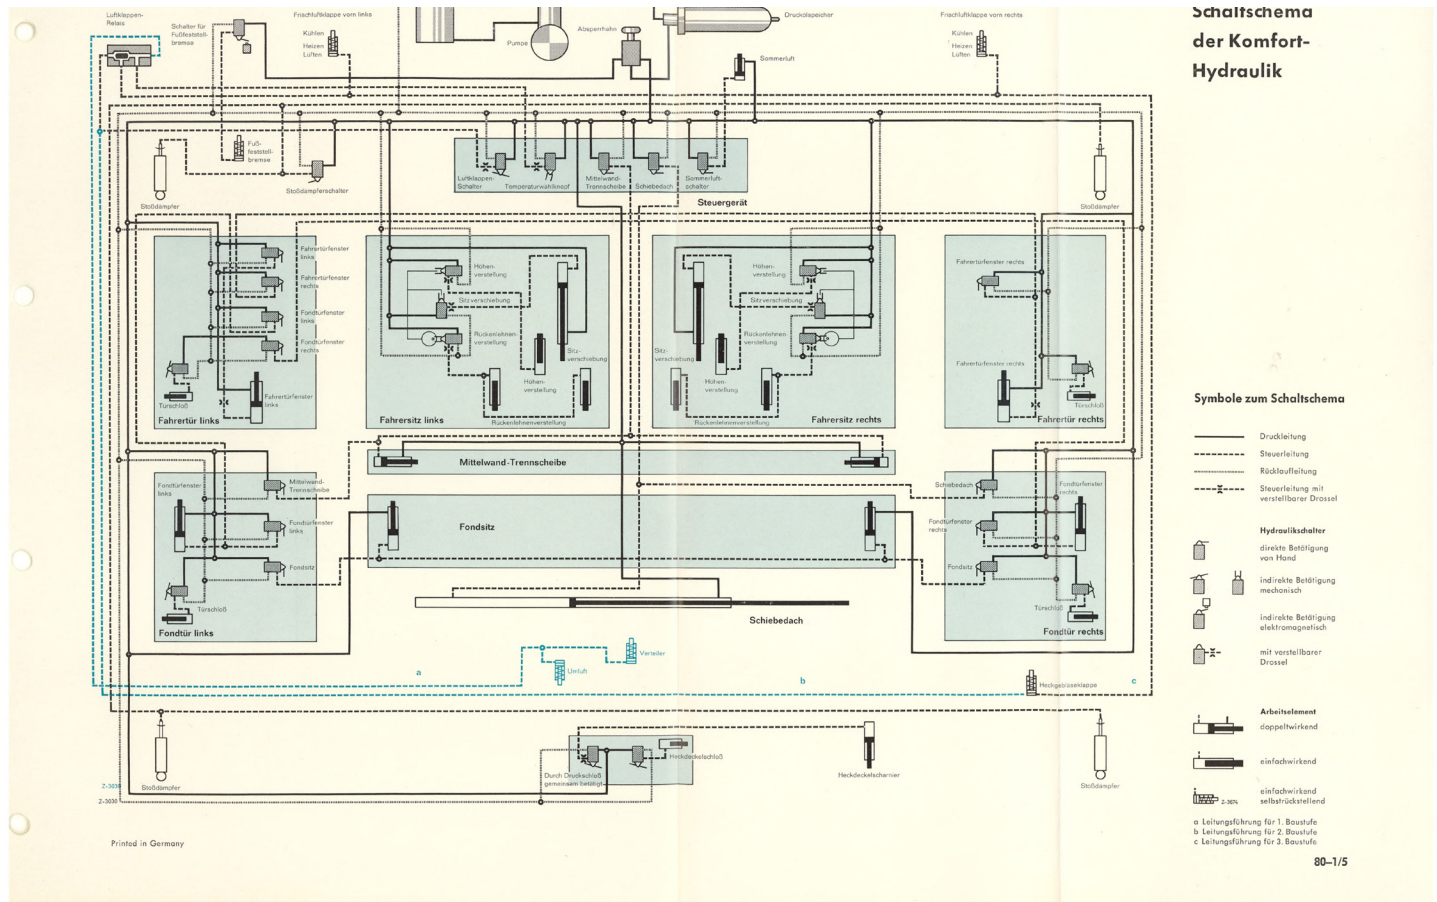 Schaltschema
der Komfort-
Hydraulik
Luftklappen-
Relais
Schalter für
Fußfeststell-
bremse
Frischluftklappe vorn links
Kühlen
Heizen
Lüften
Pumpe
Absperrhahn
Druckölspeicher
Sommerluft
Frischluftklappe vorn rechts
Kühlen
Heizen
Lüften
Fuß-
feststell-
bremse
Stoßdämpfer
Stoßdämpferschalter
Luftklappen-
Schalter
Temperaturwahlknopf
Mittelwand-
Trennscheibe
Schiebedach
Sommerluft-
schalter
Steuergerät
Stoßdämpfer
Fahrertürfenster
links
Fahrertürfenster
rechts
Fondtürfenster
links
Fondtürfenster
rechts
Türschloß
Fahrertürfenster
links
Fahrertür links
Höhen-
verstellung
Sitzverschiebung
Rückenlehnen-
verstellung
Sitz-
verschiebung
Höhen-
verstellung
Rückenlehnenverstellung
Fahrersitz links
Höhen-
verstellung
Sitzverschiebung
Rückenlehnen-
verstellung
Sitz-
verschiebung
Höhen-
verstellung
Rückenlehnenverstellung
Fahrersitz rechts
Fahrertürfenster rechts
Fahrertürfenster rechts
Türschloß
Fahrertür rechts
Symbole zum Schaltschema
Druckleitung
Steuerleitung
Rücklaufleitung
Steuerleitung mit
verstellbarer Drossel
Hydraulikschalter
direkte Betätigung
von Hand
indirekte Betätigung
mechanisch
indirekte Betätigung
elektromagnetisch
mit verstellbarer
Drossel
Arbeitselement
doppeltwirkend
einfachwirkend
einfachwirkend
selbstrückstellend
Z-3674
a Leitungsführung für 1. Baustufe
b Leitungsführung für 2. Baustufe
c Leitungsführung für 3. Baustufe
Mittelwand-Trennscheibe
Fondsitz
Fondtürfenster
links
Mittelwand-
Trennscheibe
Fondtürfenster
links
Fondsitz
Türschloß
Fondtür links
Schiebedach
Fondtürfenster
rechts
Fondtürfenster
rechts
Fondsitz
Türschloß
Fondtür rechts
Schiebedach
Verteiler
Umluft
a
b
c
Heckgebläseklappe
Stoßdämpfer
Durch Druckschloß
gemeinsam betätigt
Heckdeckelschloß
Heckdeckelscharnier
Stoßdämpfer
Z-3030
Z-3030
Printed in Germany
80–1/5